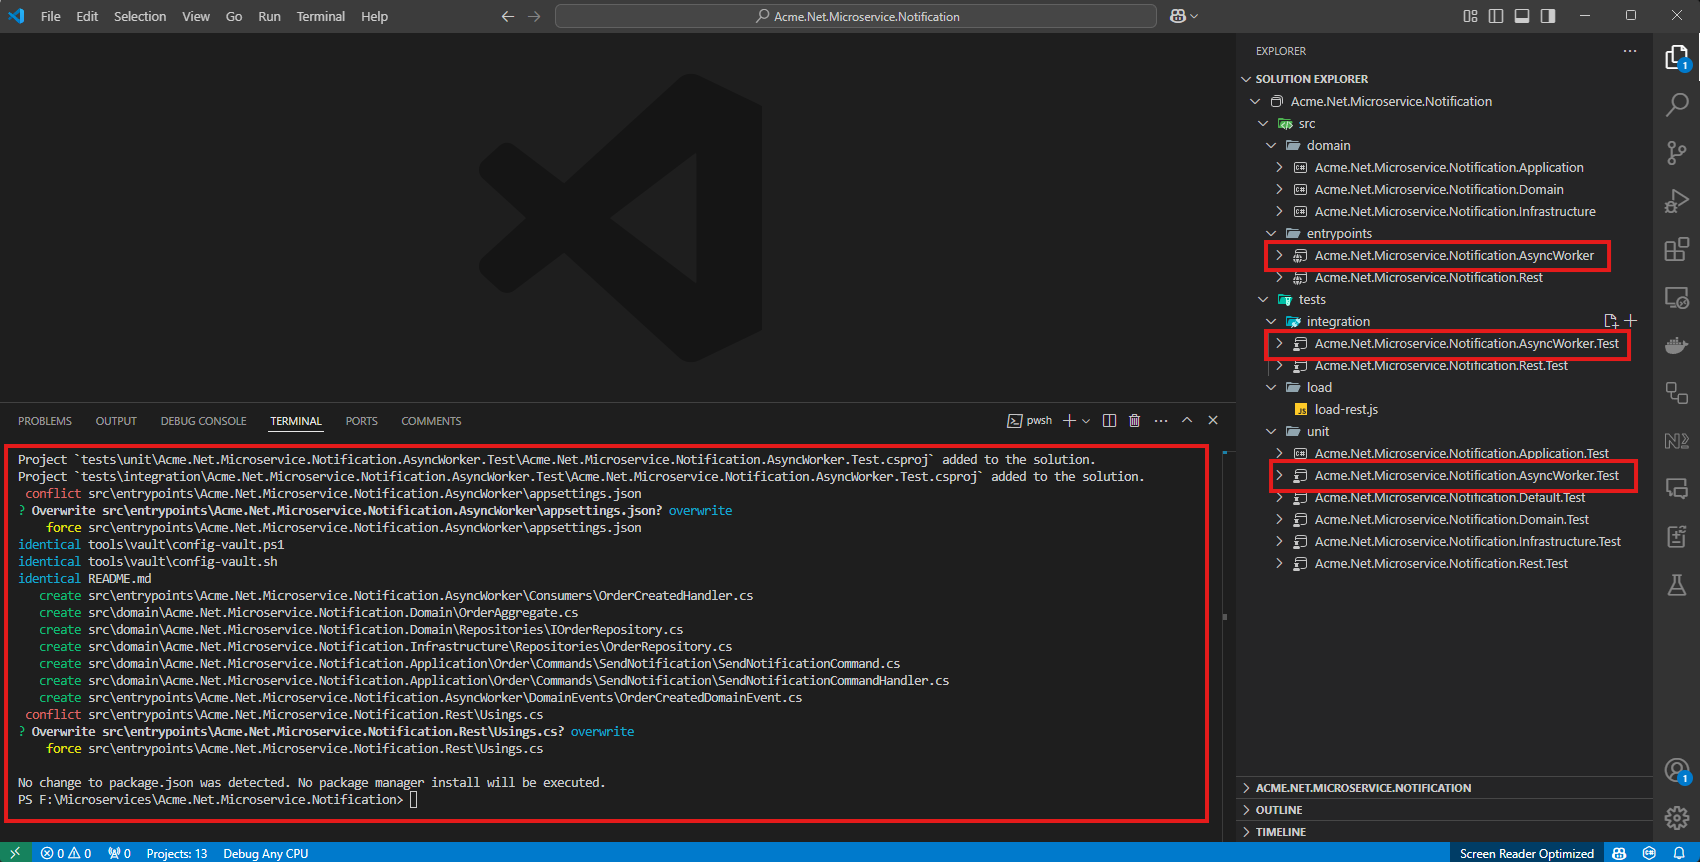 File Edit Selection View Go Run Terminal Help
Acme.Net.Microservice.Notification
EXPLORER
SOLUTION EXPLORER
Acme.Net.Microservice.Notification
src
domain
Acme.Net.Microservice.Notification.Application
Acme.Net.Microservice.Notification.Domain
Acme.Net.Microservice.Notification.Infrastructure
entrypoints
Acme.Net.Microservice.Notification.AsyncWorker
Acme.Net.Microservice.Notification.Rest
tests
integration
Acme.Net.Microservice.Notification.AsyncWorker.Test
Acme.Net.Microservice.Notification.Rest.Test
load
JS load-rest.js
unit
Acme.Net.Microservice.Notification.Application.Test
Acme.Net.Microservice.Notification.AsyncWorker.Test
Acme.Net.Microservice.Notification.Default.Test
Acme.Net.Microservice.Notification.Domain.Test
Acme.Net.Microservice.Notification.Infrastructure.Test
Acme.Net.Microservice.Notification.Rest.Test
ACME.NET.MICROSERVICE.NOTIFICATION
OUTLINE
TIMELINE
1
1
PROBLEMS OUTPUT DEBUG CONSOLE TERMINAL PORTS COMMENTS
pwsh
Project `tests\unit\Acme.Net.Microservice.Notification.AsyncWorker.Test\Acme.Net.Microservice.Notification.AsyncWorker.Test.csproj` added to the solution.
Project `tests\integration\Acme.Net.Microservice.Notification.AsyncWorker.Test\Acme.Net.Microservice.Notification.AsyncWorker.Test.csproj` added to the solution.
conflict src\entrypoints\Acme.Net.Microservice.Notification.AsyncWorker\appsettings.json
? Overwrite src\entrypoints\Acme.Net.Microservice.Notification.AsyncWorker\appsettings.json? overwrite
force src\entrypoints\Acme.Net.Microservice.Notification.AsyncWorker\appsettings.json
identical tools\vault\config-vault.ps1
identical tools\vault\config-vault.sh
identical README.md
create src\entrypoints\Acme.Net.Microservice.Notification.AsyncWorker\Consumers\OrderCreatedHandler.cs
create src\domain\Acme.Net.Microservice.Notification.Domain\OrderAggregate.cs
create src\domain\Acme.Net.Microservice.Notification.Domain\Repositories\IOrderRepository.cs
create src\domain\Acme.Net.Microservice.Notification.Infrastructure\Repositories\OrderRepository.cs
create src\domain\Acme.Net.Microservice.Notification.Application\Order\Commands\SendNotification\SendNotificationCommand.cs
create src\domain\Acme.Net.Microservice.Notification.Application\Order\Commands\SendNotification\SendNotificationCommandHandler.cs
create src\entrypoints\Acme.Net.Microservice.Notification.AsyncWorker\DomainEvents\OrderCreatedDomainEvent.cs
conflict src\entrypoints\Acme.Net.Microservice.Notification.Rest\Usings.cs
? Overwrite src\entrypoints\Acme.Net.Microservice.Notification.Rest\Usings.cs? overwrite
force src\entrypoints\Acme.Net.Microservice.Notification.Rest\Usings.cs
No change to package.json was detected. No package manager install will be executed.
PS F:\Microservices\Acme.Net.Microservice.Notification>
0 0 0 Projects: 13 Debug Any CPU
Screen Reader Optimized